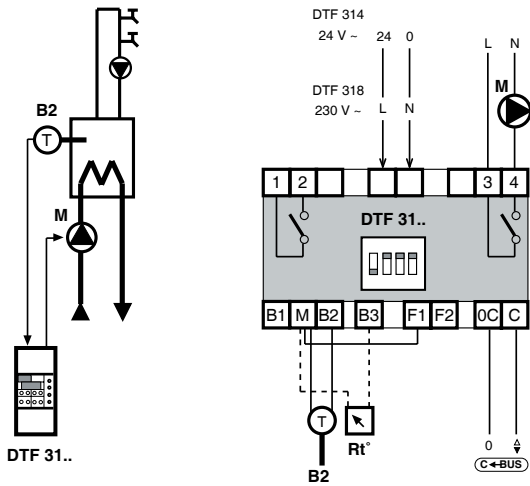 B2
T
M
DTF 31..
DTF 314
24 V ~ 24 0
DTF 318
230 V ~ L N
L N
M
1 2 3 4
DTF 31..
B1 M B2 B3 F1 F2 0C C
T
Rt°
B2
0
C BUS